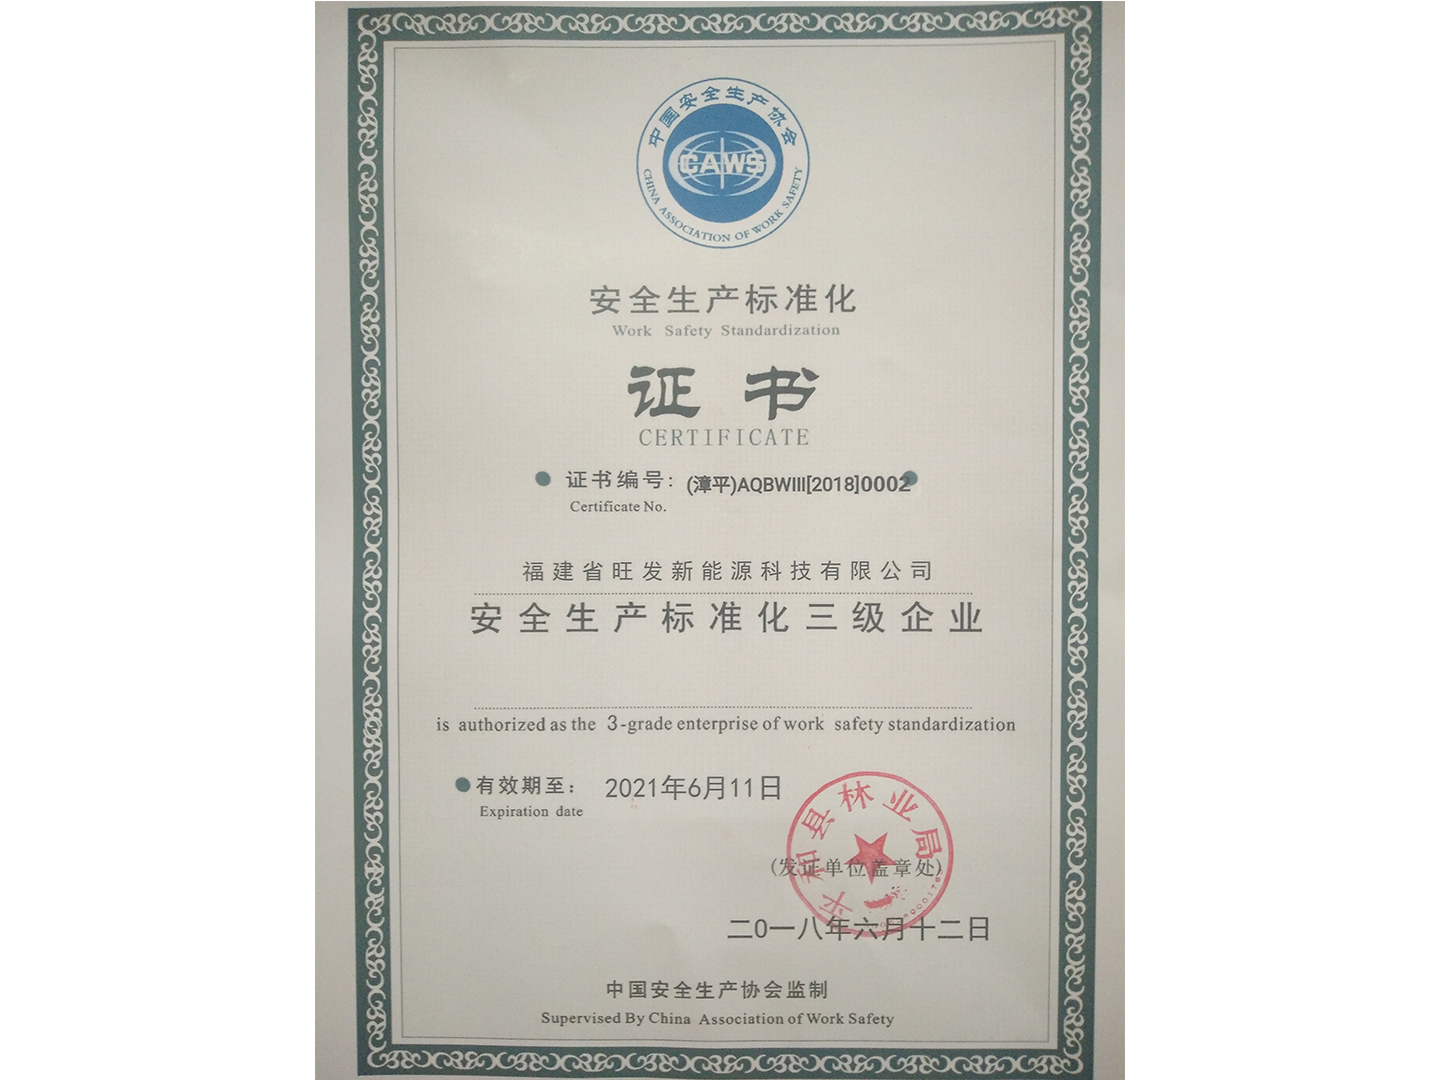 中国安全生产协会
CAWS
CHINA ASSOCIATION OF WORK SAFETY
安全生产标准化
Work Safety Standardization
证书
CERTIFICATE
证书编号: (漳平)AQBWIII[2018]0002
Certificate No.
福建省旺发新能源科技有限公司
安全生产标准化三级企业
is authorized as the 3-grade enterprise of work safety standardization
有效期至: 2021年6月11日
Expiration date
平和县林业局
(发证单位盖章处)
二0一八年六月十二日
中国安全生产协会监制
Supervised By China Association of Work Safety